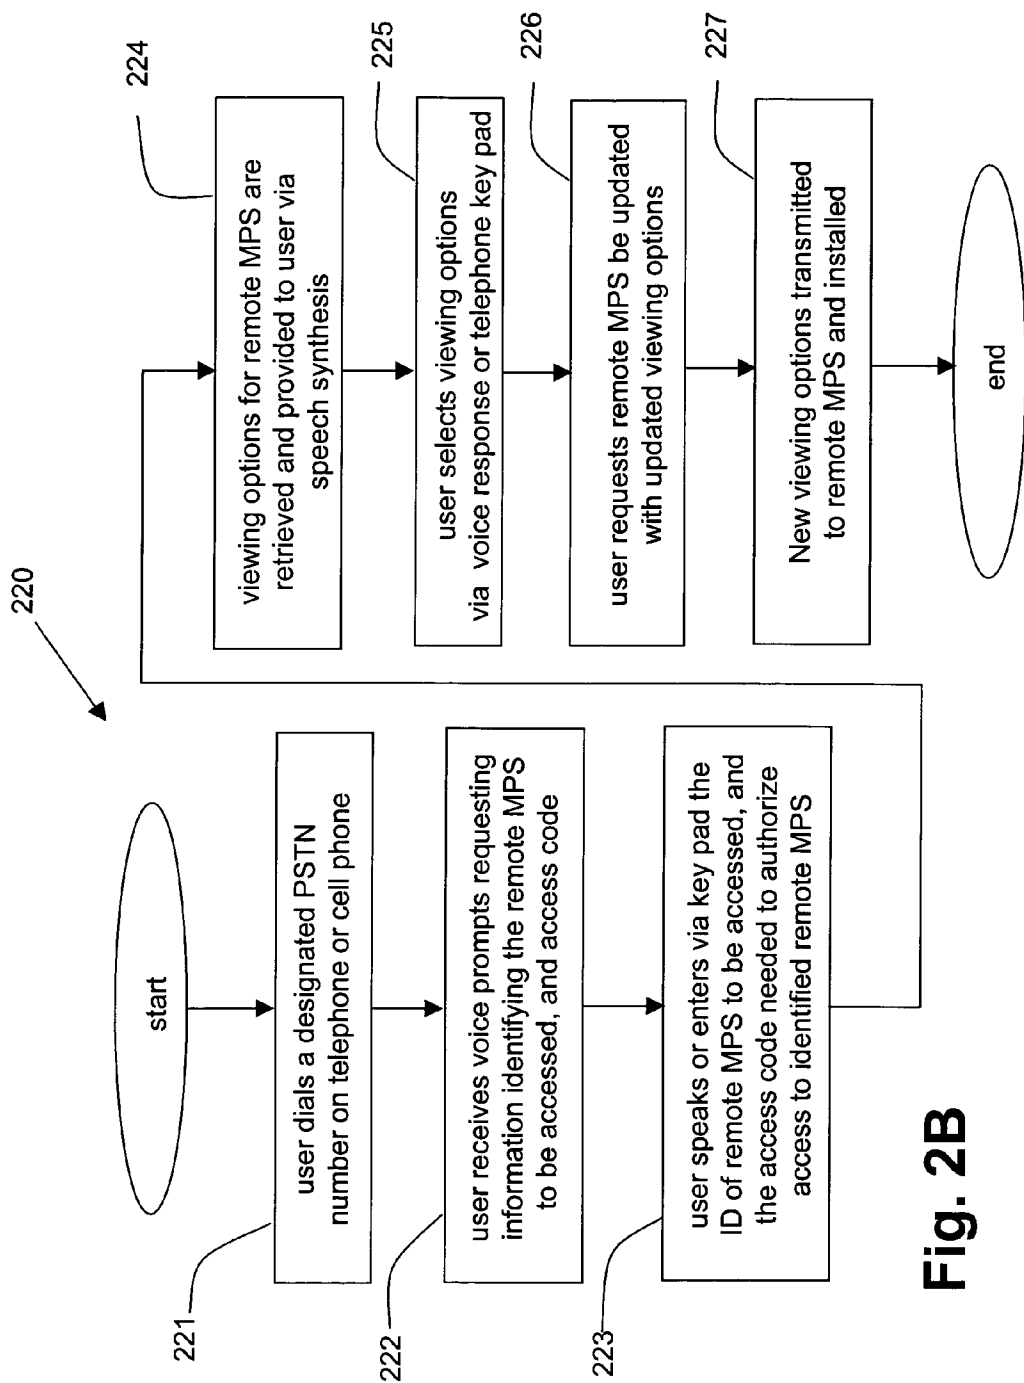 220
start
221
user dials a designated PSTN
number on telephone or cell phone
222
user receives voice prompts requesting
information identifying the remote MPS
to be accessed, and access code
223
user speaks or enters via key pad the
ID of remote MPS to be accessed, and
the access code needed to authorize
access to identified remote MPS
224
viewing options for remote MPS are
retrieved and provided to user via
speech synthesis
225
user selects viewing options
via voice response or telephone key pad
226
user requests remote MPS be updated
with updated viewing options
227
New viewing options transmitted
to remote MPS and installed
end
Fig. 2B